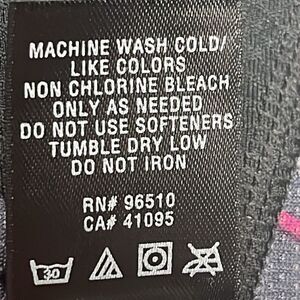 MACHINE WASH COLD/
LIKE COLORS
NON CHLORINE BLEACH
ONLY AS NEEDED
DO NOT USE SOFTENERS
TUMBLE DRY LOW
DO NOT IRON
RN# 96510
CA# 41095
30